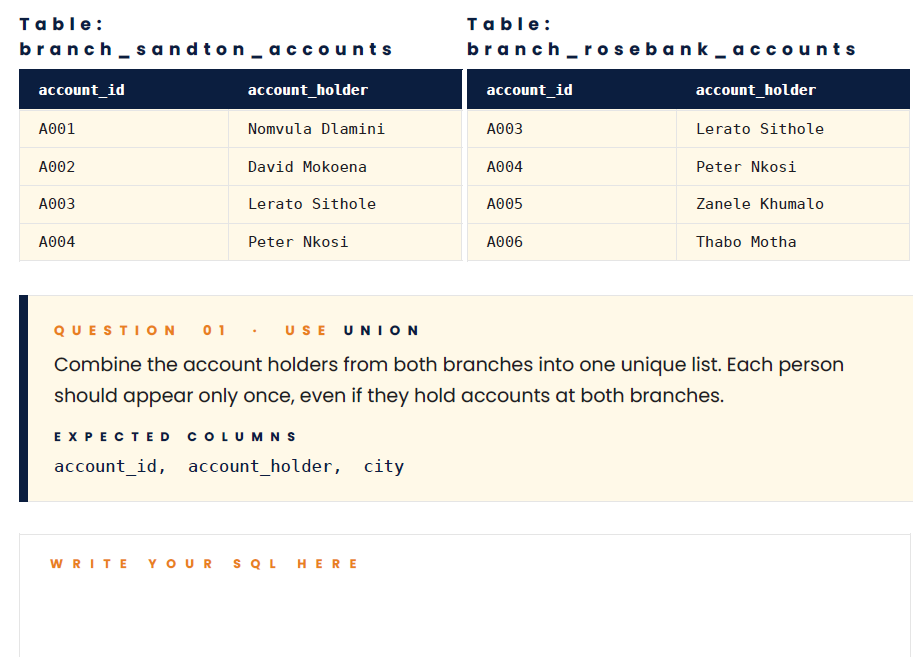 Table:
branch_sandton_accounts
account_id account_holder
A001 Nomvula Dlamini
A002 David Mokoena
A003 Lerato Sithole
A004 Peter Nkosi
Table:
branch_rosebank_accounts
account_id account_holder
A003 Lerato Sithole
A004 Peter Nkosi
A005 Zanele Khumalo
A006 Thabo Motha
QUESTION 01 · USE UNION
Combine the account holders from both branches into one unique list. Each person
should appear only once, even if they hold accounts at both branches.
EXPECTED COLUMNS
account_id, account_holder, city
WRITE YOUR SQL HERE